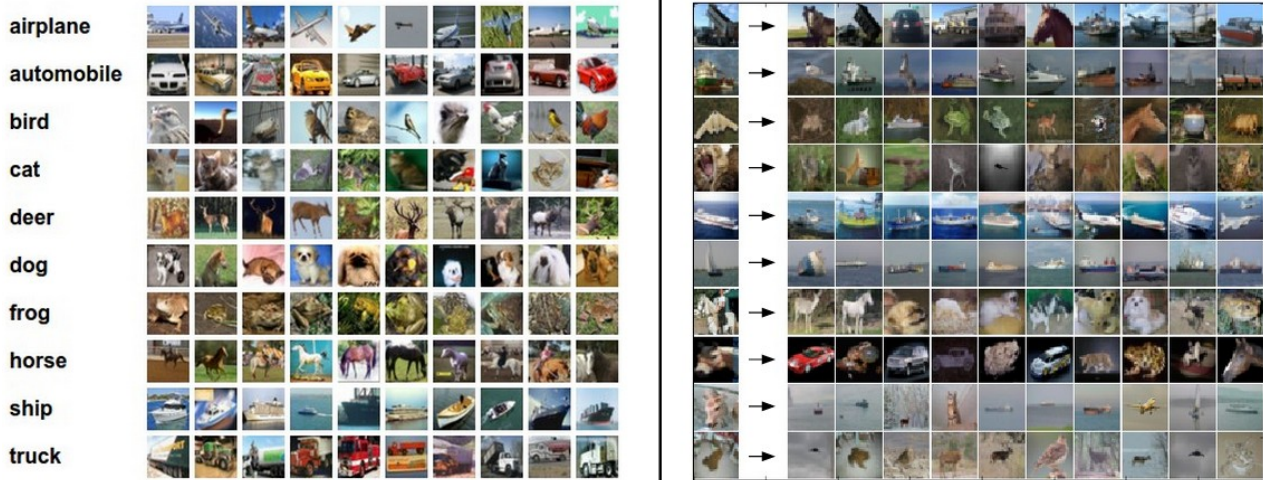 airplane
automobile
bird
cat
deer
dog
frog
horse
ship
truck